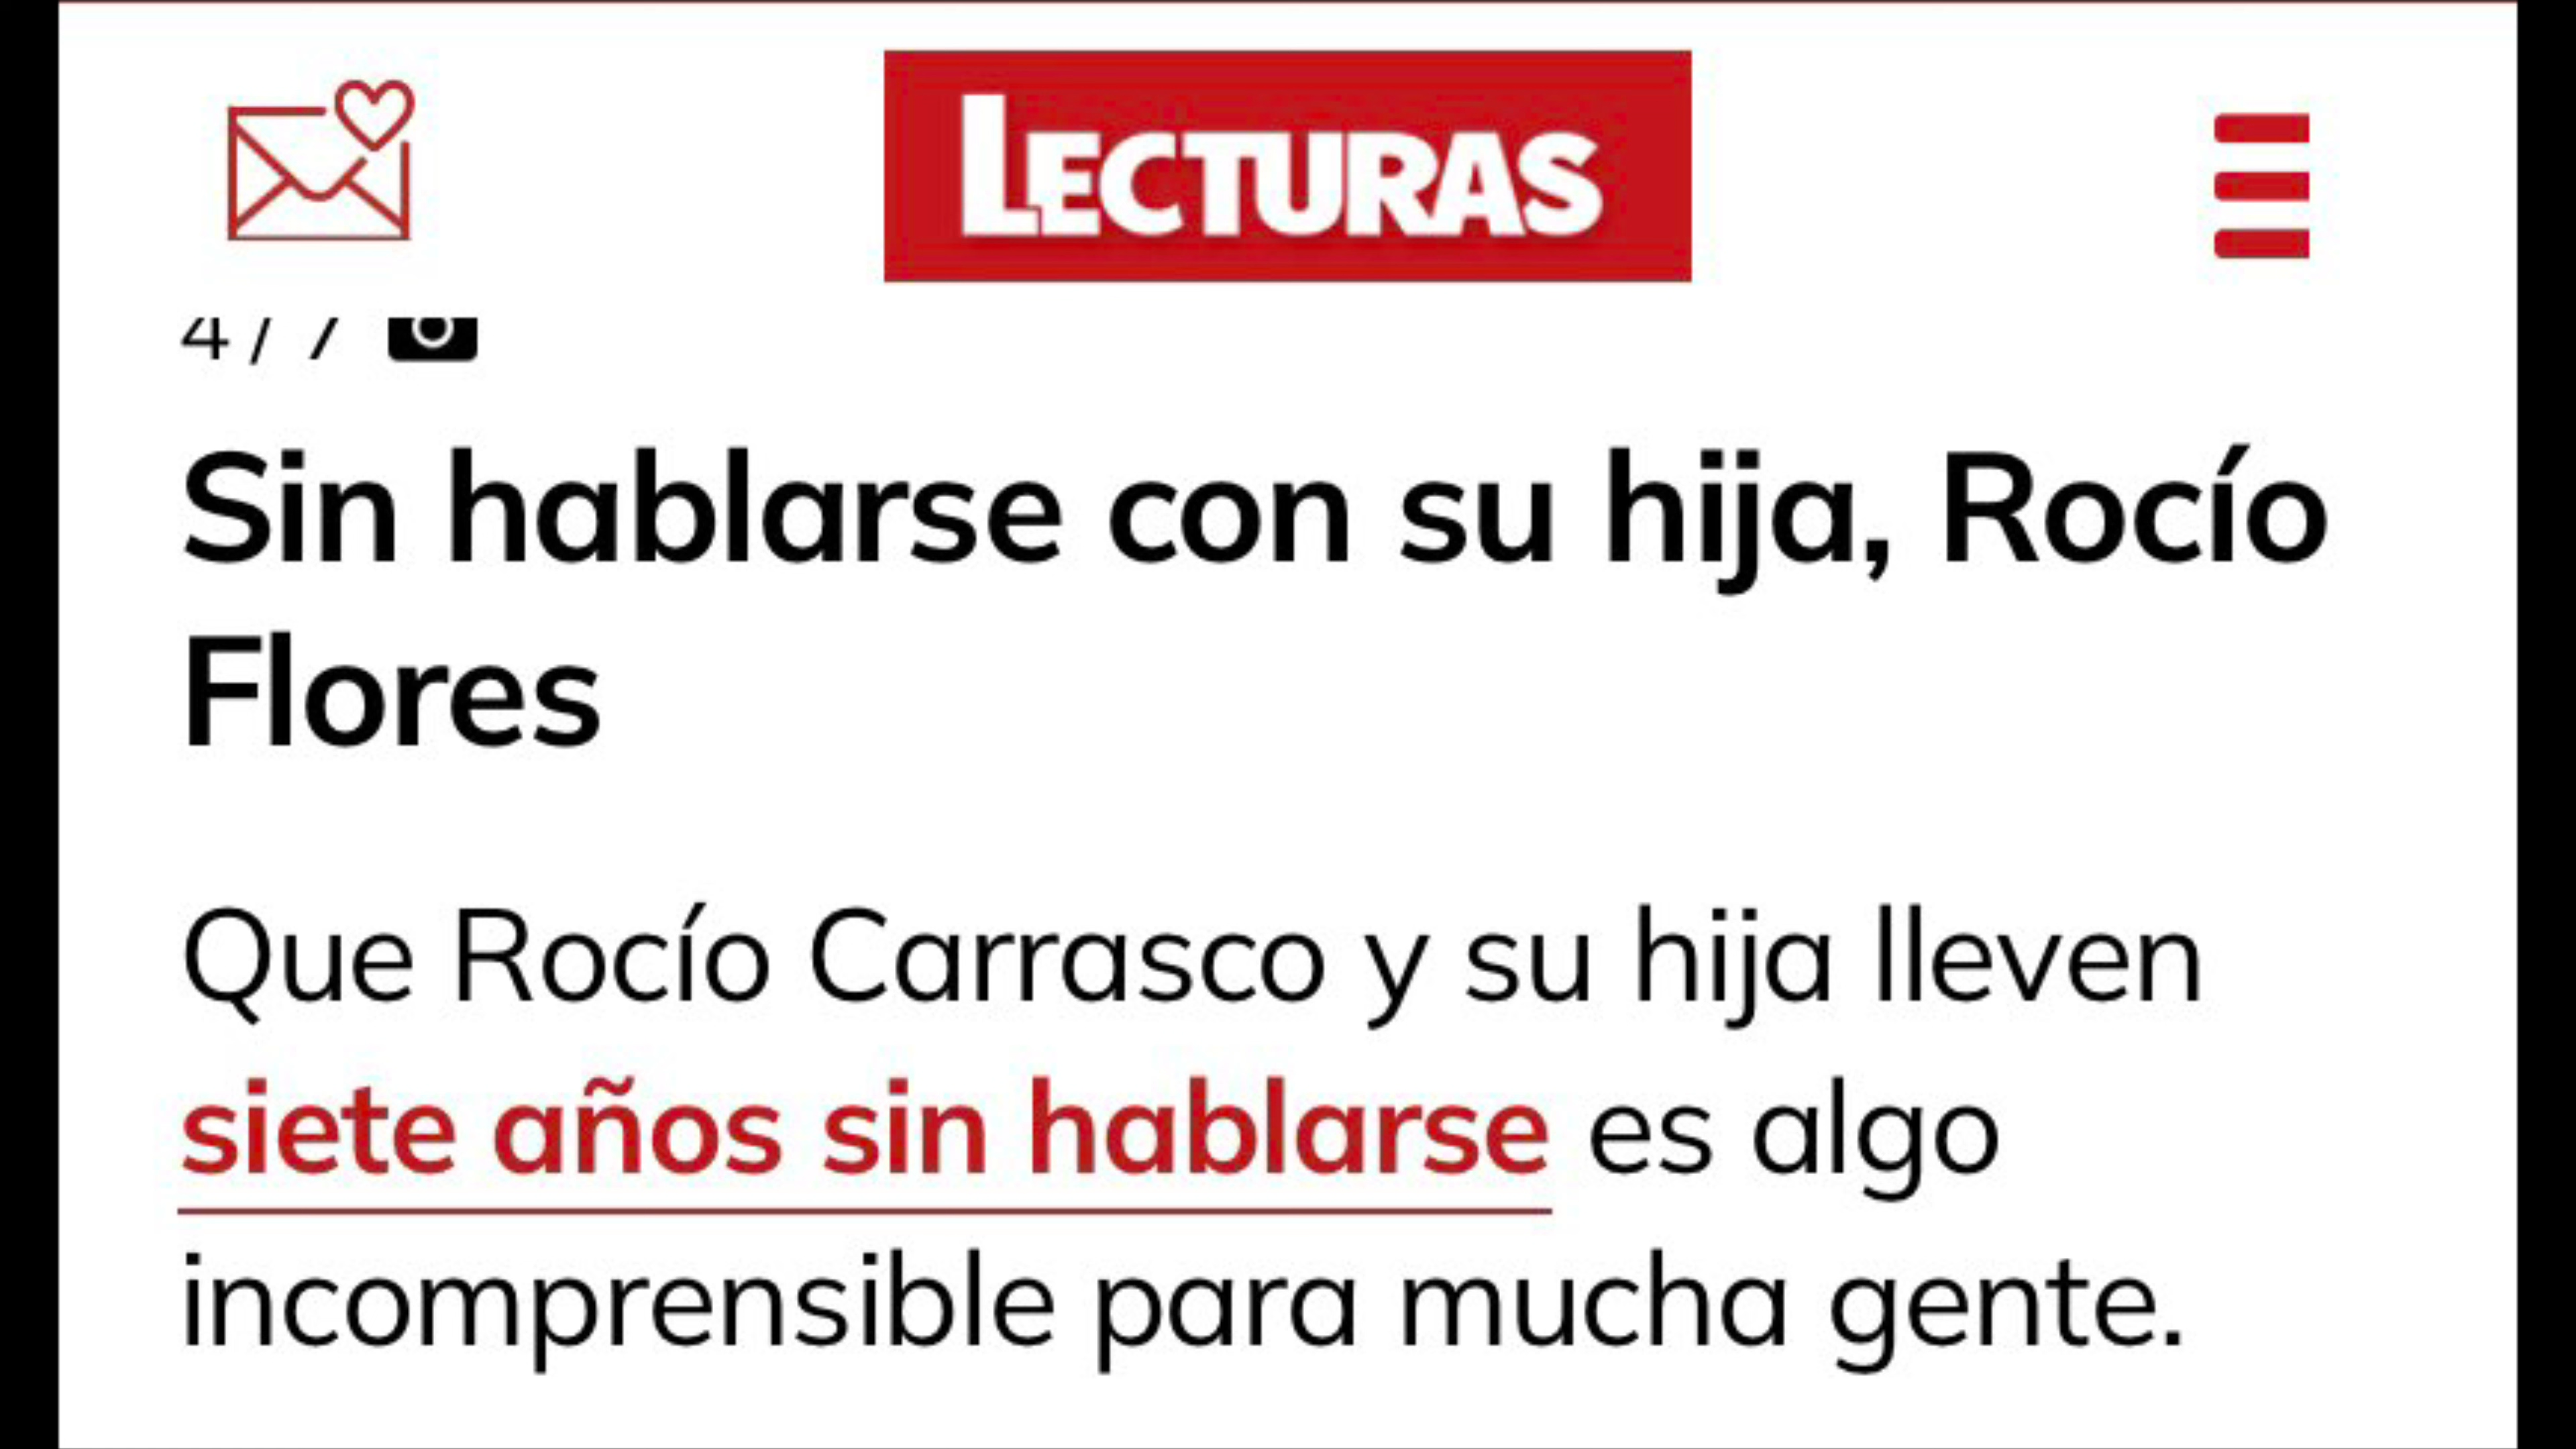 LECTURAS
4 / 7
Sin hablarse con su hija, Rocío
Flores
Que Rocío Carrasco y su hija lleven
siete años sin hablarse es algo
incomprensible para mucha gente.